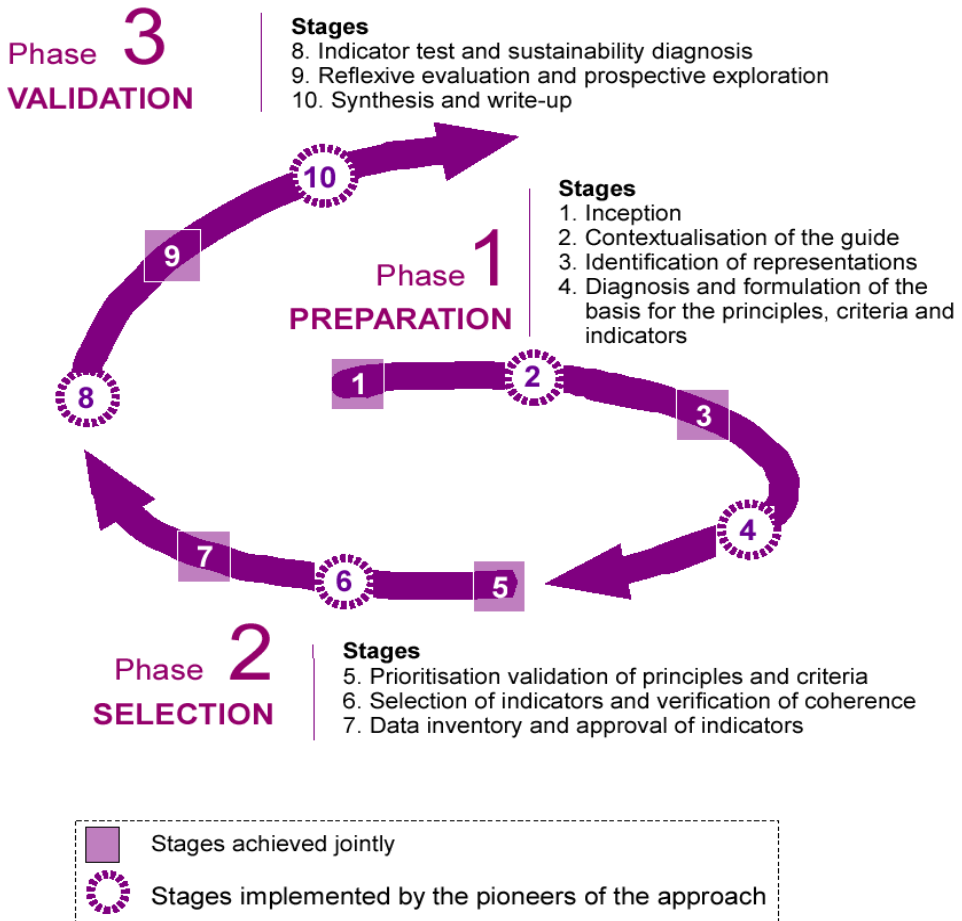 Phase 3
VALIDATION
Stages
8. Indicator test and sustainability diagnosis
9. Reflexive evaluation and prospective exploration
10. Synthesis and write-up
10
9
8
Phase 1
PREPARATION
Stages
1. Inception
2. Contextualisation of the guide
3. Identification of representations
4. Diagnosis and formulation of the
basis for the principles, criteria and
indicators
1
2
3
4
7
6
5
Phase 2
SELECTION
Stages
5. Prioritisation validation of principles and criteria
6. Selection of indicators and verification of coherence
7. Data inventory and approval of indicators
Stages achieved jointly
Stages implemented by the pioneers of the approach